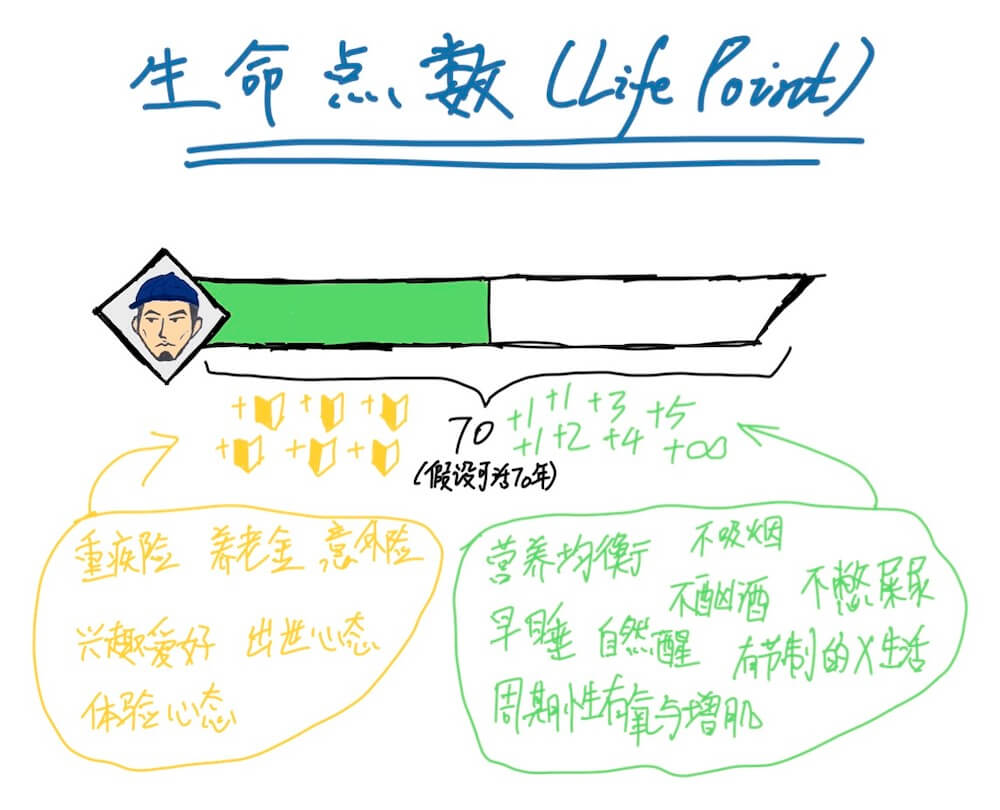 生命点数 (Life Point)
70
(假设可活70年)
+ + +
+ + +
+1 +1 +3 +5
+1 +2 +4 +∞
重疾险 养老金 意外险
兴趣爱好 出世心态
体验心态
营养均衡 不吸烟
不酗酒 不憋屎尿
早睡 自然醒 有节制的X生活
周期性有氧与增肌